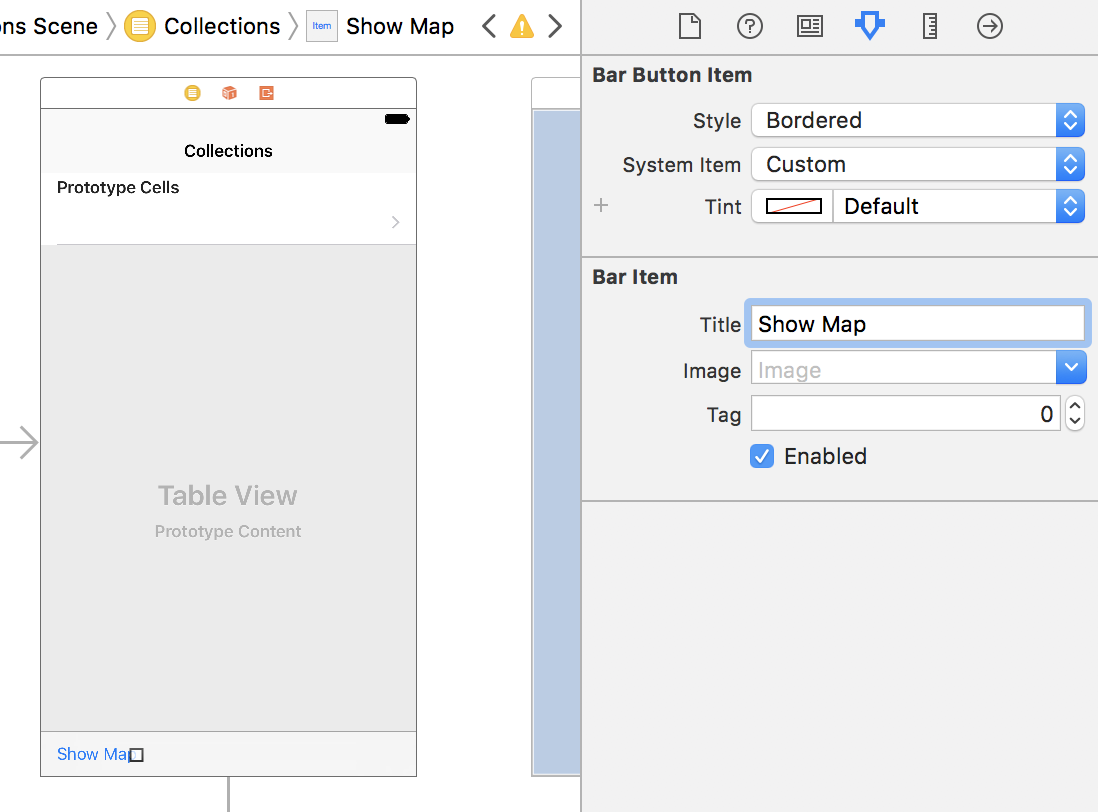 ns Scene Collections Item Show Map
Collections
Prototype Cells
Table View
Prototype Content
Show Map
Bar Button Item
Style Bordered
System Item Custom
Tint Default
Bar Item
Title Show Map
Image Image
Tag 0
Enabled